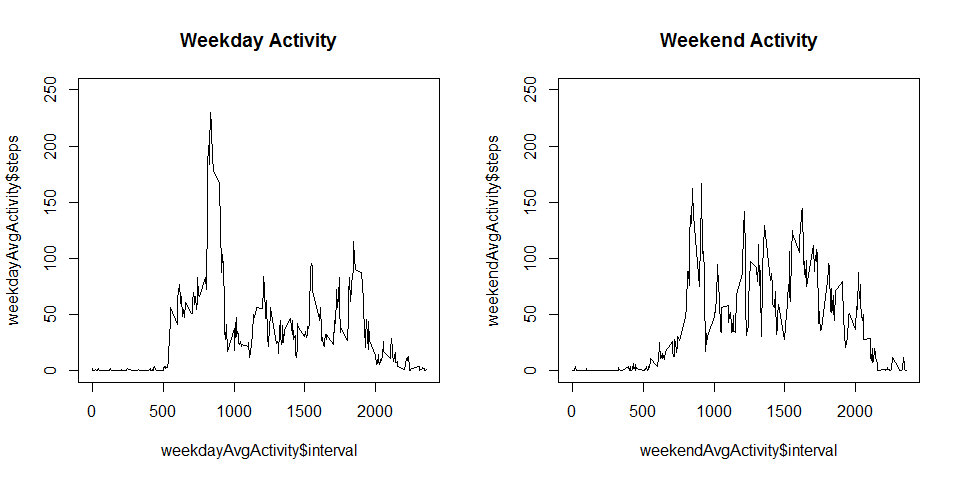 Weekday Activity
weekdayAvgActivity$steps
250
200
150
100
50
0
0 500 1000 1500 2000
weekdayAvgActivity$interval
Weekend Activity
weekendAvgActivity$steps
250
200
150
100
50
0
0 500 1000 1500 2000
weekendAvgActivity$interval